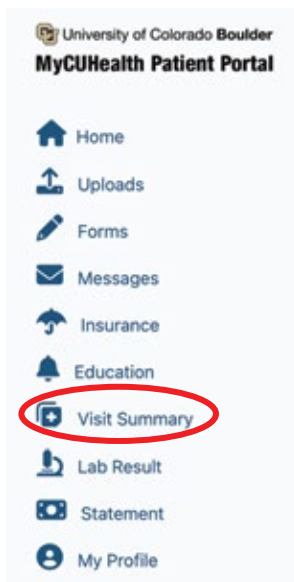 University of Colorado Boulder
MyCUHealth Patient Portal
Home
Uploads
Forms
Messages
Insurance
Education
Visit Summary
Lab Result
Statement
My Profile